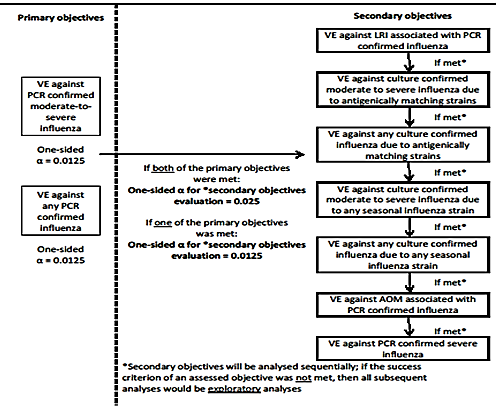 Primary objectives
VE against
PCR confirmed
moderate-to-
severe
influenza
One-sided
α = 0.0125
VE against
any PCR
confirmed
influenza
One-sided
α = 0.0125
If both of the primary objectives
were met:
One-sided α for *secondary objectives
evaluation = 0.025
If one of the primary objectives
was met:
One-sided α for *secondary objectives
evaluation = 0.0125
Secondary objectives
VE against LRI associated with PCR
confirmed influenza
If met*
VE against culture confirmed
moderate to severe influenza due
to antigenically matching strains
If met*
VE against any culture confirmed
influenza due to antigenically
matching strains
If met*
VE against culture confirmed
moderate to severe influenza due
to any seasonal influenza strain
If met*
VE against any culture confirmed
influenza due to any seasonal
influenza strain
If met*
VE against AOM associated with
PCR confirmed influenza
If met*
VE against PCR confirmed severe
influenza
*Secondary objectives will be analysed sequentially; if the success
criterion of an assessed objective was not met, then all subsequent
analyses would be exploratory analyses